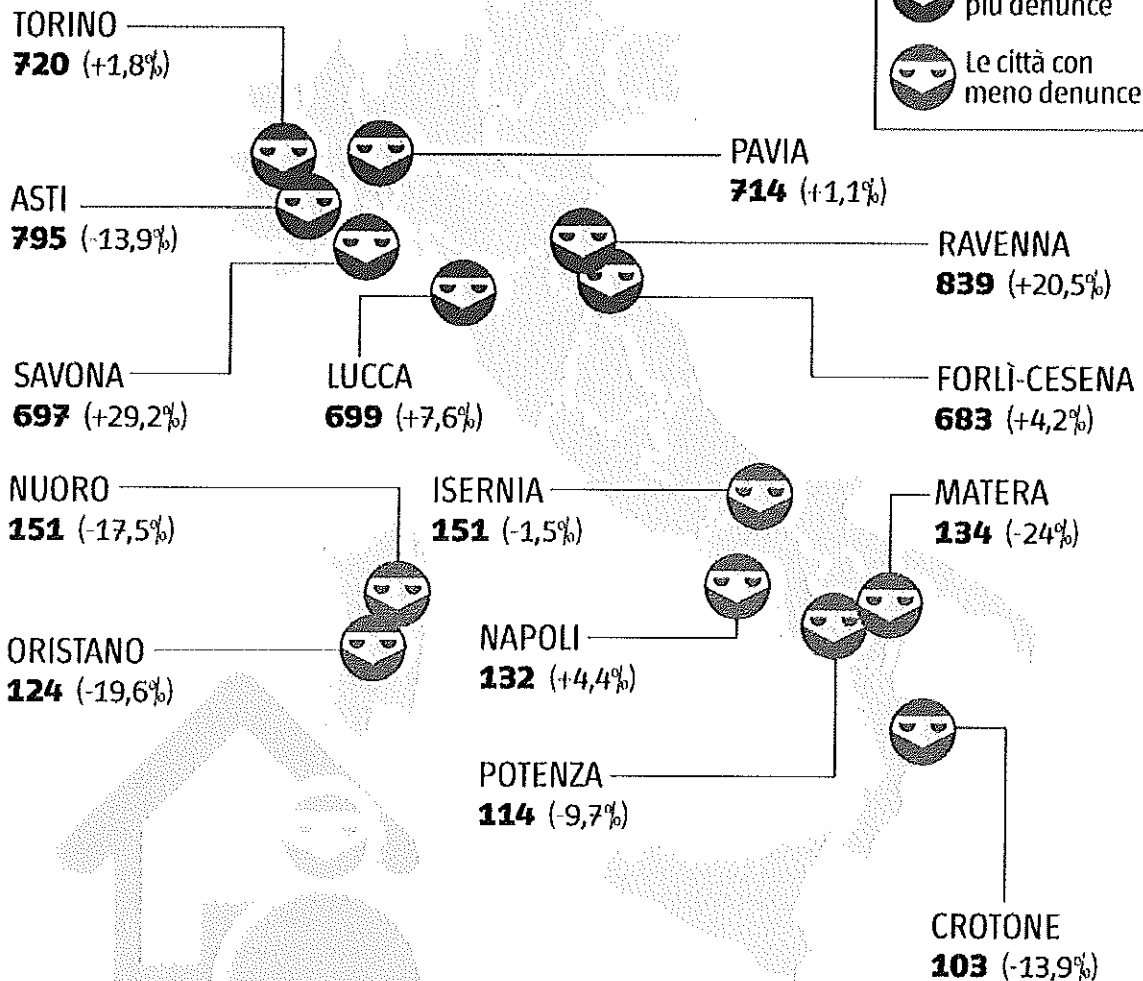 più denunce
Le città con
meno denunce
TORINO
720 (+1,8%)
PAVIA
714 (+1,1%)
ASTI
795 (-13,9%)
RAVENNA
839 (+20,5%)
SAVONA
697 (+29,2%)
LUCCA
699 (+7,6%)
FORLÌ-CESENA
683 (+4,2%)
NUORO
151 (-17,5%)
ISERNIA
151 (-1,5%)
MATERA
134 (-24%)
ORISTANO
124 (-19,6%)
NAPOLI
132 (+4,4%)
POTENZA
114 (-9,7%)
CROTONE
103 (-13,9%)